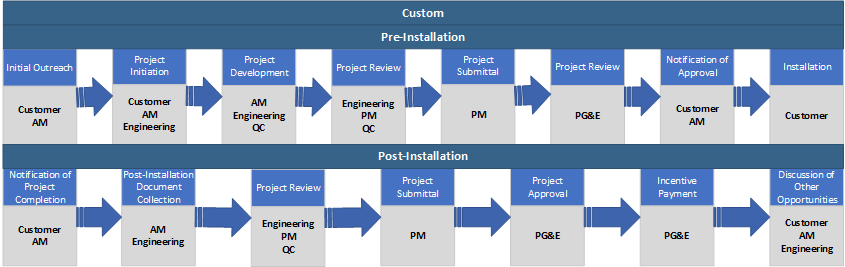 Custom
Pre-Installation
Initial Outreach
Customer
AM
Project
Initiation
Customer
AM
Engineering
Project
Development
AM
Engineering
QC
Project Review
Engineering
PM
QC
Project
Submittal
PM
Project Review
PG&E
Notification of
Approval
Customer
AM
Installation
Customer
Post-Installation
Notification of
Project
Completion
Customer
AM
Post-Installation
Document
Collection
AM
Engineering
Project Review
Engineering
PM
QC
Project
Submittal
PM
Project
Approval
PG&E
Incentive
Payment
PG&E
Discussion of
Other
Opportunities
Customer
AM
Engineering